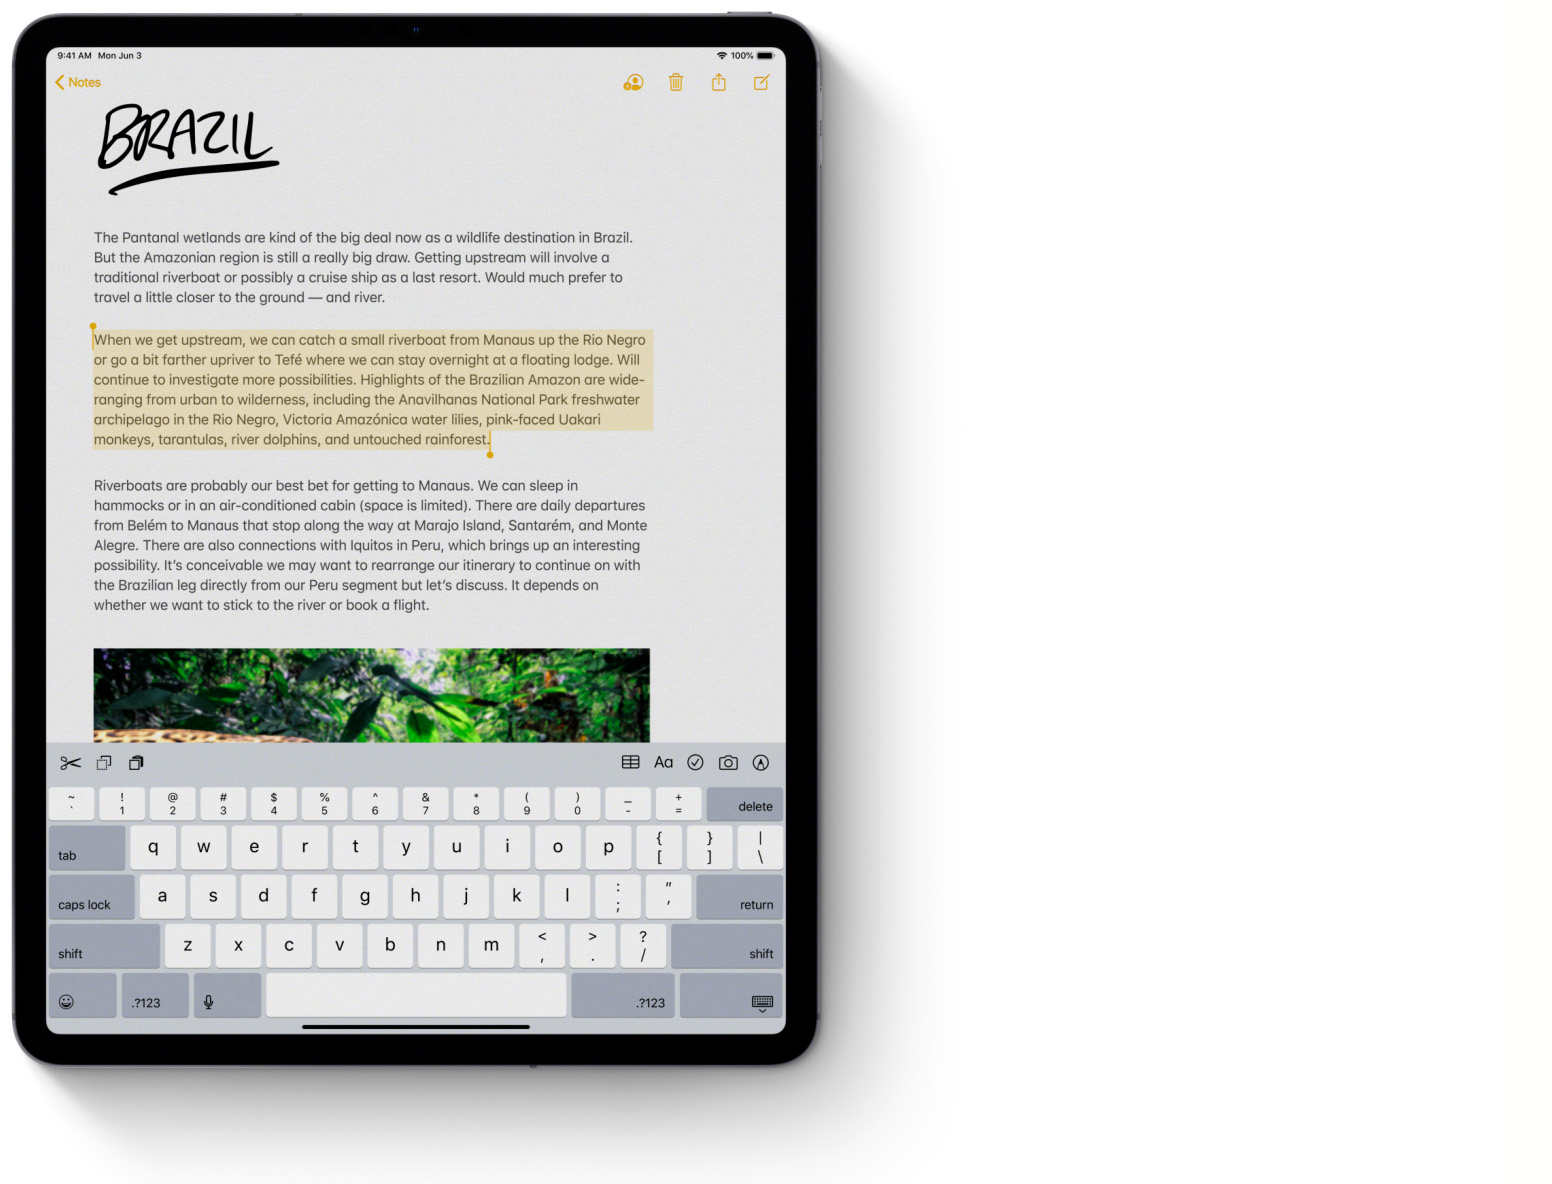 9:41 AM Mon Jun 3
100%
Notes
BRAZIL
The Pantanal wetlands are kind of the big deal now as a wildlife destination in Brazil.
But the Amazonian region is still a really big draw. Getting upstream will involve a
traditional riverboat or possibly a cruise ship as a last resort. Would much prefer to
travel a little closer to the ground — and river.
When we get upstream, we can catch a small riverboat from Manaus up the Rio Negro
or go a bit farther upriver to Tefé where we can stay overnight at a floating lodge. Will
continue to investigate more possibilities. Highlights of the Brazilian Amazon are wide-
ranging from urban to wilderness, including the Anavilhanas National Park freshwater
archipelago in the Rio Negro, Victoria Amazónica water lilies, pink-faced Uakari
monkeys, tarantulas, river dolphins, and untouched rainforest.
Riverboats are probably our best bet for getting to Manaus. We can sleep in
hammocks or in an air-conditioned cabin (space is limited). There are daily departures
from Belém to Manaus that stop along the way at Marajo Island, Santarém, and Monte
Alegre. There are also connections with Iquitos in Peru, which brings up an interesting
possibility. It’s conceivable we may want to rearrange our itinerary to continue on with
the Brazilian leg directly from our Peru segment but let’s discuss. It depends on
whether we want to stick to the river or book a flight.
Aa
~ ! @ # $ % ^ & * ( ) _ +
` 1 2 3 4 5 6 7 8 9 0 - = delete
tab q w e r t y u i o p { } |
[ ] \
caps lock a s d f g h j k l : " return
; '
shift z x c v b n m < > ? shift
, . /
.?123 .?123